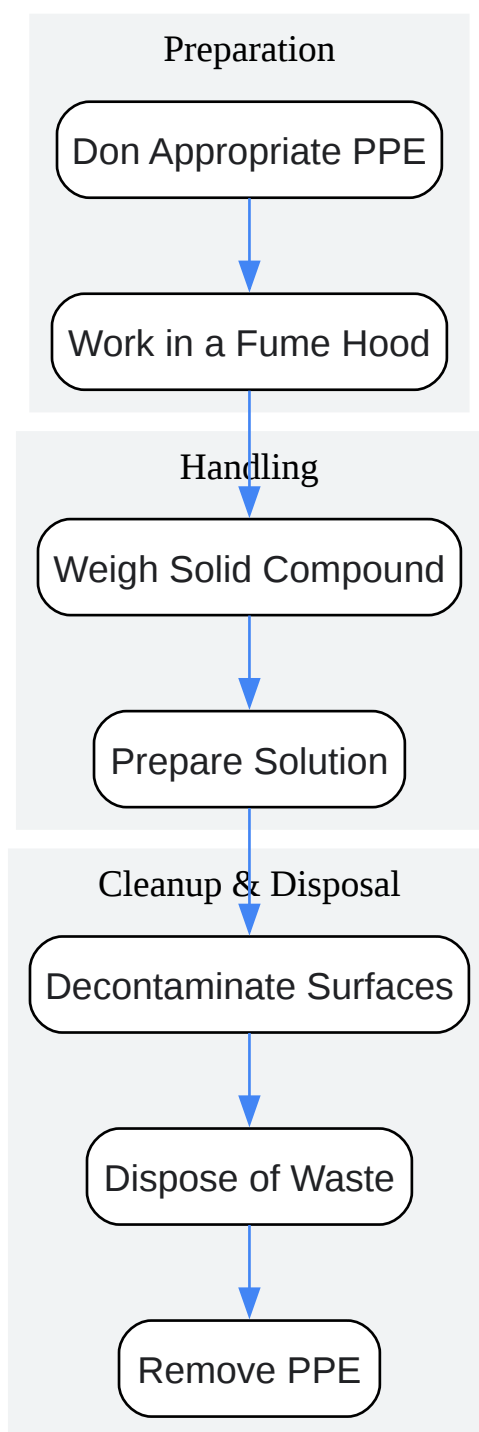 Preparation
Don Appropriate PPE
Work in a Fume Hood
Handling
Weigh Solid Compound
Prepare Solution
Cleanup & Disposal
Decontaminate Surfaces
Dispose of Waste
Remove PPE